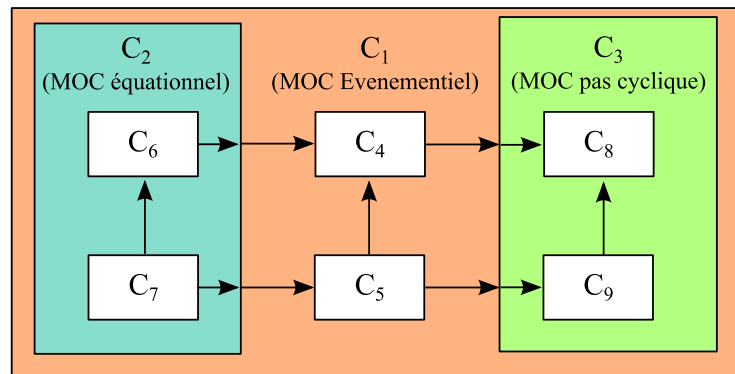 C₂
(MOC équationnel)
C₁
(MOC Evenementiel)
C₃
(MOC pas cyclique)
C₆
C₄
C₈
C₇
C₅
C₉